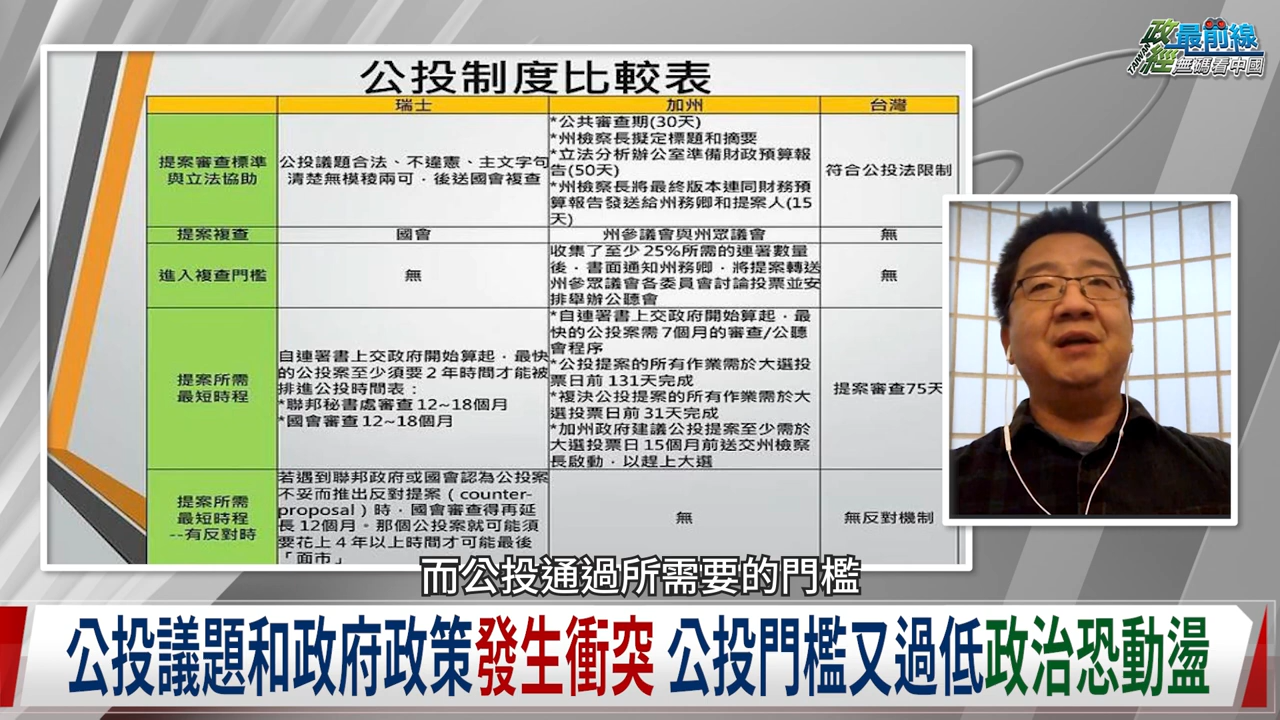 政經最前線
無碼看中國
公投制度比較表
瑞士
加州
台灣
提案審查標準
與立法協助
公投議題合法、不違憲、主文字句
清楚無模稜兩可，後送國會複查
*公共審查期(30天)
*州檢察長擬定標題和摘要
*立法分析辦公室準備財政預算報
告(50天)
*州檢察長將最終版本連同財務預
算報告發送給州務卿和提案人(15
天)
符合公投法限制
提案複查
國會
州參議會與州眾議會
無
進入複查門檻
無
收集了至少 25%所需的連署數量
後，書面通知州務卿，將提案轉送
州參眾議會各委員會討論投票並安
排舉辦公聽會
無
提案所需
最短時程
自連署書上交政府開始算起，最快
的公投案至少須要 2 年時間才能被
排進公投時間表：
*聯邦秘書處審查 12~18個月
*國會審查 12~18個月
*自連署書上交政府開始算起，最
快的公投案需 7個月的審查/公聽
會程序
*公投提案的所有作業需於大選投
票日前 131天完成
*複決公投提案的所有作業需於大
選投票日前 31天完成
*加州政府建議公投提案至少需於
大選投票日 15個月前送交州檢察
長啟動，以趕上大選
提案審查75天
提案所需
最短時程
--有反對時
若遇到聯邦政府或國會認為公投案
不妥而推出反對提案（counter-
proposal）時，國會審查得再延
長 12個月。那個公投案就可能須
要花上 4 年以上時間才可能最後
「面市」
無
無反對機制
而公投通過所需要的門檻
公投議題和政府政策發生衝突 公投門檻又過低政治恐動盪